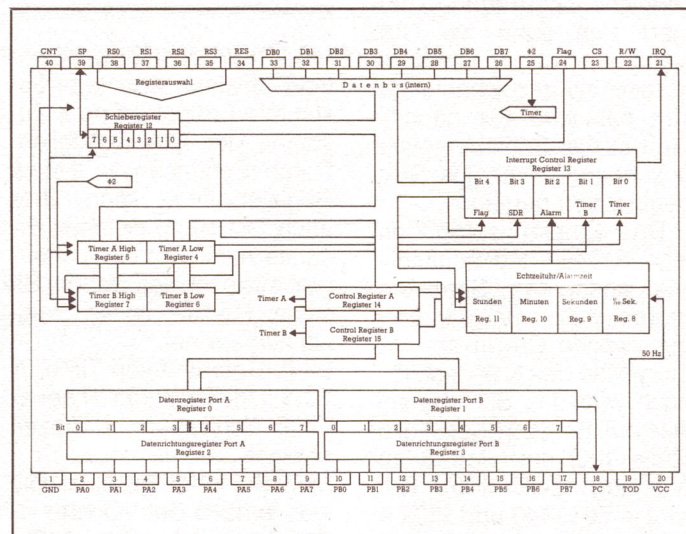 CNT SP RS0 RS1 RS2 RS3 RES DB0 DB1 DB2 DB3 DB4 DB5 DB6 DB7 Φ2 Flag CS R/W IRQ
40 39 38 37 36 35 34 33 32 31 30 29 28 27 26 25 24 23 22 21
Registerauswahl
Datenbus (intern)
Timer
Schieberegister
Register 12
7 6 5 4 3 2 1 0
Φ2
Interrupt Control Register
Register 13
Bit 4 Bit 3 Bit 2 Bit 1 Bit 0
Flag SDR Alarm Timer B Timer A
Timer A High
Register 5
Timer A Low
Register 4
Timer B High
Register 7
Timer B Low
Register 6
Timer A
Control Register A
Register 14
Timer B
Control Register B
Register 15
Echtzeituhr/Alarmzeit
Stunden Minuten Sekunden 1/10 Sek.
Reg. 11 Reg. 10 Reg. 9 Reg. 8
50 Hz
Datenregister Port A
Register 0
Datenregister Port B
Register 1
Bit 0 1 2 3 4 5 6 7 0 1 2 3 4 5 6 7
Datenrichtungsregister Port A
Register 2
Datenrichtungsregister Port B
Register 3
1 2 3 4 5 6 7 8 9 10 11 12 13 14 15 16 17 18 19 20
GND PA0 PA1 PA2 PA3 PA4 PA5 PA6 PA7 PB0 PB1 PB2 PB3 PB4 PB5 PB6 PB7 PC TOD VCC